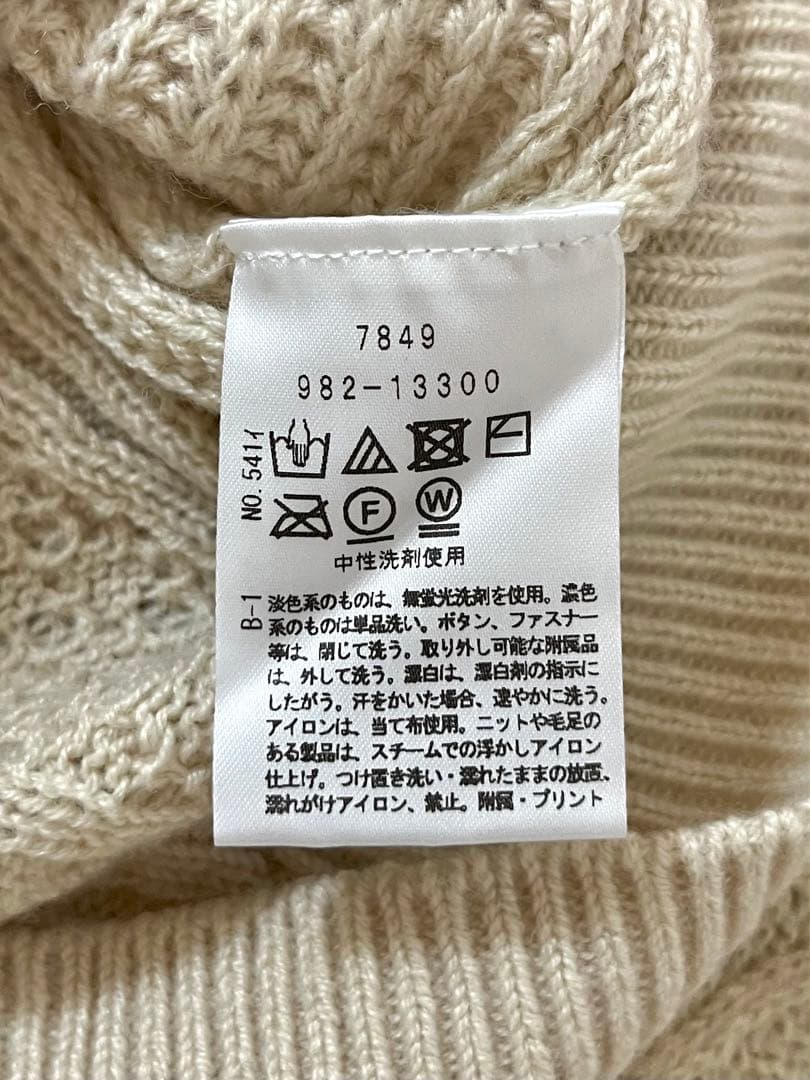 7849
982-13300
NO.541イ
F
W
中性洗剤使用
B-1
淡色系のものは、無蛍光洗剤を使用。濃色
系のものは単品洗い。ボタン、ファスナー
等は、閉じて洗う。取り外し可能な附属品
は、外して洗う。漂白は、漂白剤の指示に
したがう。汗をかいた場合、速やかに洗う。
アイロンは、当て布使用。ニットや毛足の
ある製品は、スチームでの浮かしアイロン
仕上げ。つけ置き洗い・濡れたままの放置、
濡れがけアイロン、禁止。附属・プリント